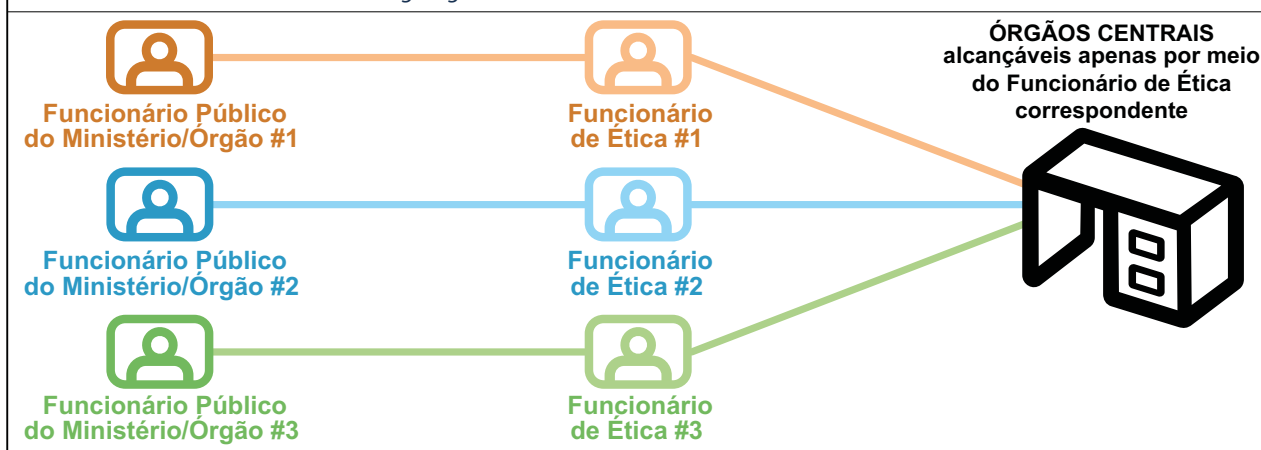 ÓRGÃOS CENTRAIS
alcançáveis apenas por meio
do Funcionário de Ética
correspondente
Funcionário Público
do Ministério/Órgão #1
Funcionário
de Ética #1
Funcionário Público
do Ministério/Órgão #2
Funcionário
de Ética #2
Funcionário Público
do Ministério/Órgão #3
Funcionário
de Ética #3